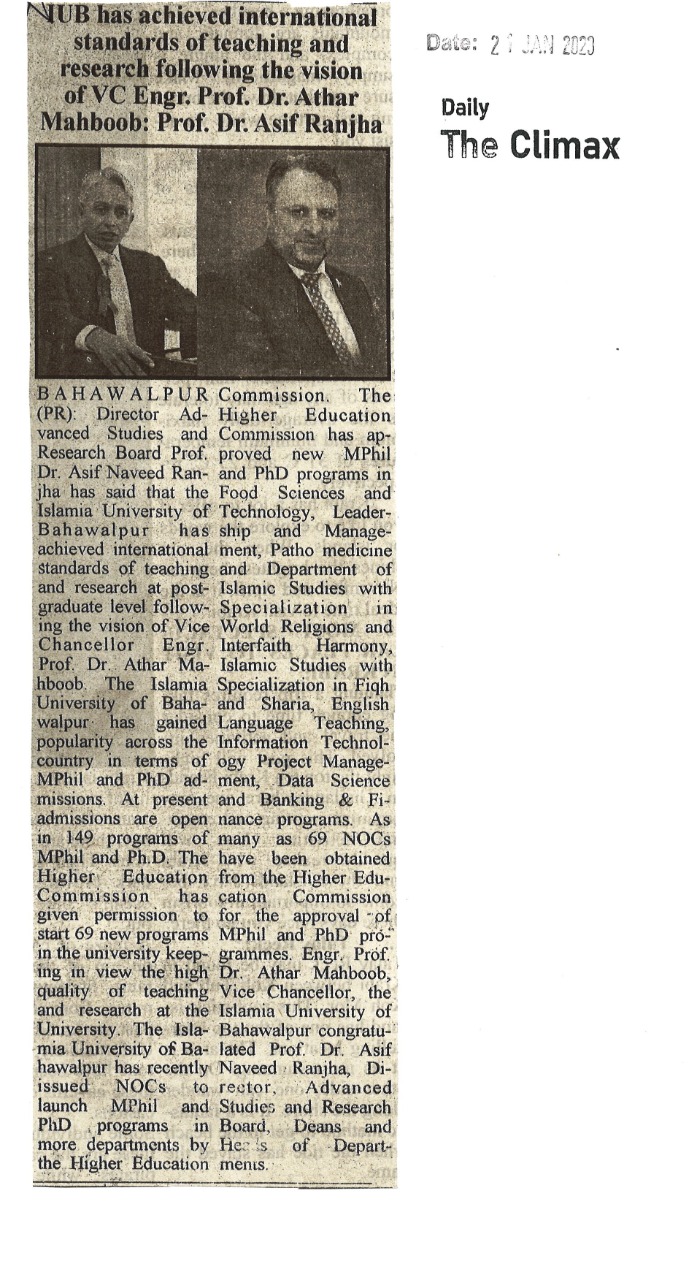 IUB has achieved international
standards of teaching and
research following the vision
of VC Engr. Prof. Dr. Athar
Mahboob: Prof. Dr. Asif Ranjha
Date: 2 1 JAN 2023
Daily
The Climax
BAHAWALPUR
(PR): Director Ad-
vanced Studies and
Research Board Prof.
Dr. Asif Naveed Ran-
jha has said that the
Islamia University of
Bahawalpur has
achieved international
standards of teaching
and research at post-
graduate level follow-
ing the vision of Vice
Chancellor Engr.
Prof. Dr. Athar Ma-
hboob. The Islamia
University of Baha-
walpur has gained
popularity across the
country in terms of
MPhil and PhD ad-
missions. At present
admissions are open
in 149 programs of
MPhil and Ph.D. The
Higher Education
Commission has
given permission to
start 69 new programs
in the university keep-
ing in view the high
quality of teaching
and research at the
University. The Isla-
mia University of Ba-
hawalpur has recently
issued NOCs to
launch MPhil and
PhD programs in
more departments by
the Higher Education
Commission. The
Higher Education
Commission has ap-
proved new MPhil
and PhD programs in
Food Sciences and
Technology, Leader-
ship and Manage-
ment, Patho medicine
and Department of
Islamic Studies with
Specialization in
World Religions and
Interfaith Harmony,
Islamic Studies with
Specialization in Fiqh
and Sharia, English
Language Teaching,
Information Technol-
ogy Project Manage-
ment, Data Science
and Banking & Fi-
nance programs. As
many as 69 NOCs
have been obtained
from the Higher Edu-
cation Commission
for the approval of
MPhil and PhD pro-
grammes. Engr. Prof.
Dr. Athar Mahboob,
Vice Chancellor, the
Islamia University of
Bahawalpur congratu-
lated Prof. Dr. Asif
Naveed Ranjha, Di-
rector, Advanced
Studies and Research
Board, Deans and
Heads of Depart-
ments.